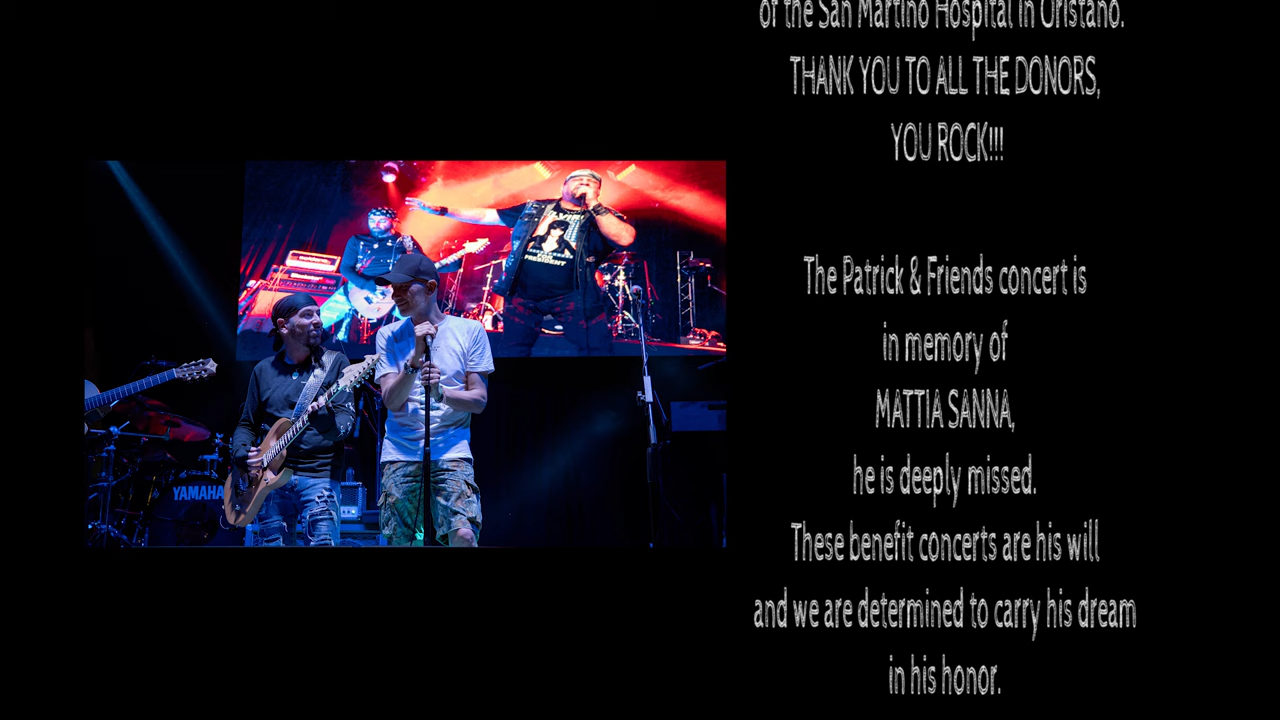 of the San Martino Hospital in Oristano.
THANK YOU TO ALL THE DONORS,
YOU ROCK!!!
The Patrick & Friends concert is
in memory of
MATTIA SANNA,
he is deeply missed.
These benefit concerts are his will
and we are determined to carry his dream
in his honor.
YAMAHA
PRESIDENT